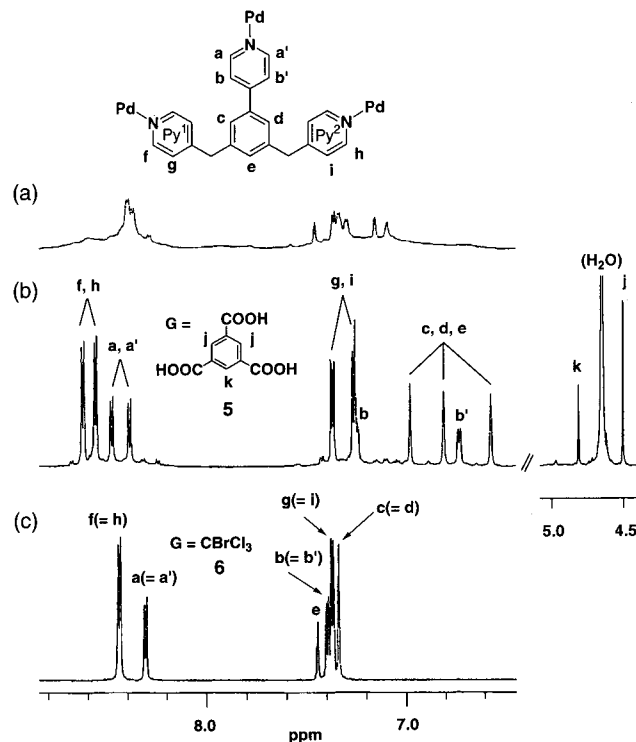 Pd
N
a a'
b b'
Pd c d Pd
N Py1 Py2 N
f e h
g i
(a)
(b)
f, h
a, a'
G =
COOH
j j
HOOC COOH
k
5
g, i
b
c, d, e
b'
(H2O)
k
j
5.0 4.5
(c)
f(= h)
a(= a')
G = CBrCl3
6
g(= i)
c(= d)
b(= b')
e
8.0 ppm 7.0